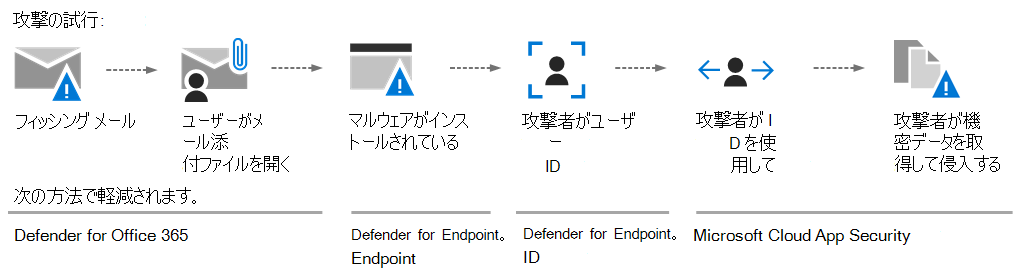 攻撃の試行:
フィッシング メール
ユーザーがメ
ール添
付ファイルを開く
マルウェアがインス
トールされている
攻撃者がユーザ
ー
ID
攻撃者が I
D を使
用して
攻撃者が機
密データを取
得して侵入する
次の方法で軽減されます。
Defender for Office 365
Defender for Endpoint。
Endpoint
Defender for Endpoint。
ID
Microsoft Cloud App Security